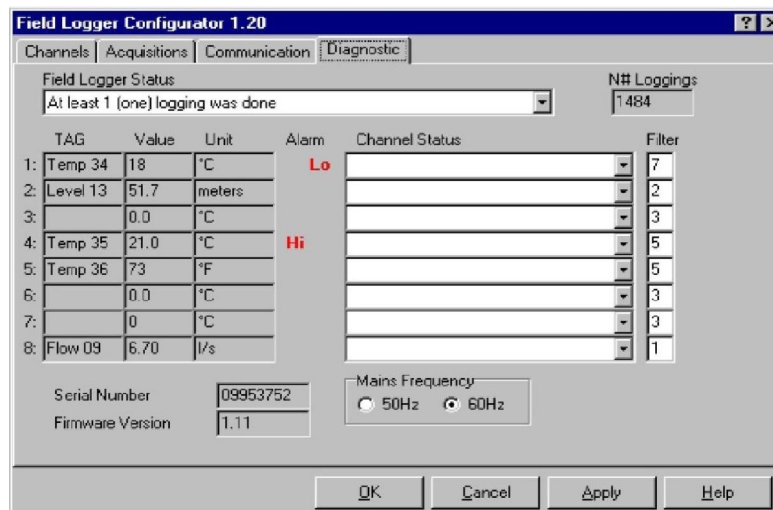 Field Logger Configurator 1.20
Channels Acquisitions Communication Diagnostic
Field Logger Status N# Loggings
At least 1 (one) logging was done 1484
TAG Value Unit Alarm Channel Status Filter
1: Temp 34 18 °C Lo 7
2: Level 13 51.7 meters 2
3: 0.0 °C 3
4: Temp 35 21.0 °C Hi 5
5: Temp 36 73 °F 5
6: 0.0 °C 3
7: 0 °C 3
8: Flow 09 6.70 l/s 1
Serial Number 09953752 Mains Frequency
50Hz 60Hz
Firmware Version 1.11
OK Cancel Apply Help